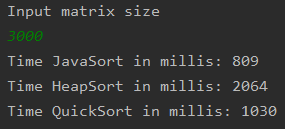 Input matrix size
3000
Time JavaSort in millis: 809
Time HeapSort in millis: 2064
Time QuickSort in millis: 1030